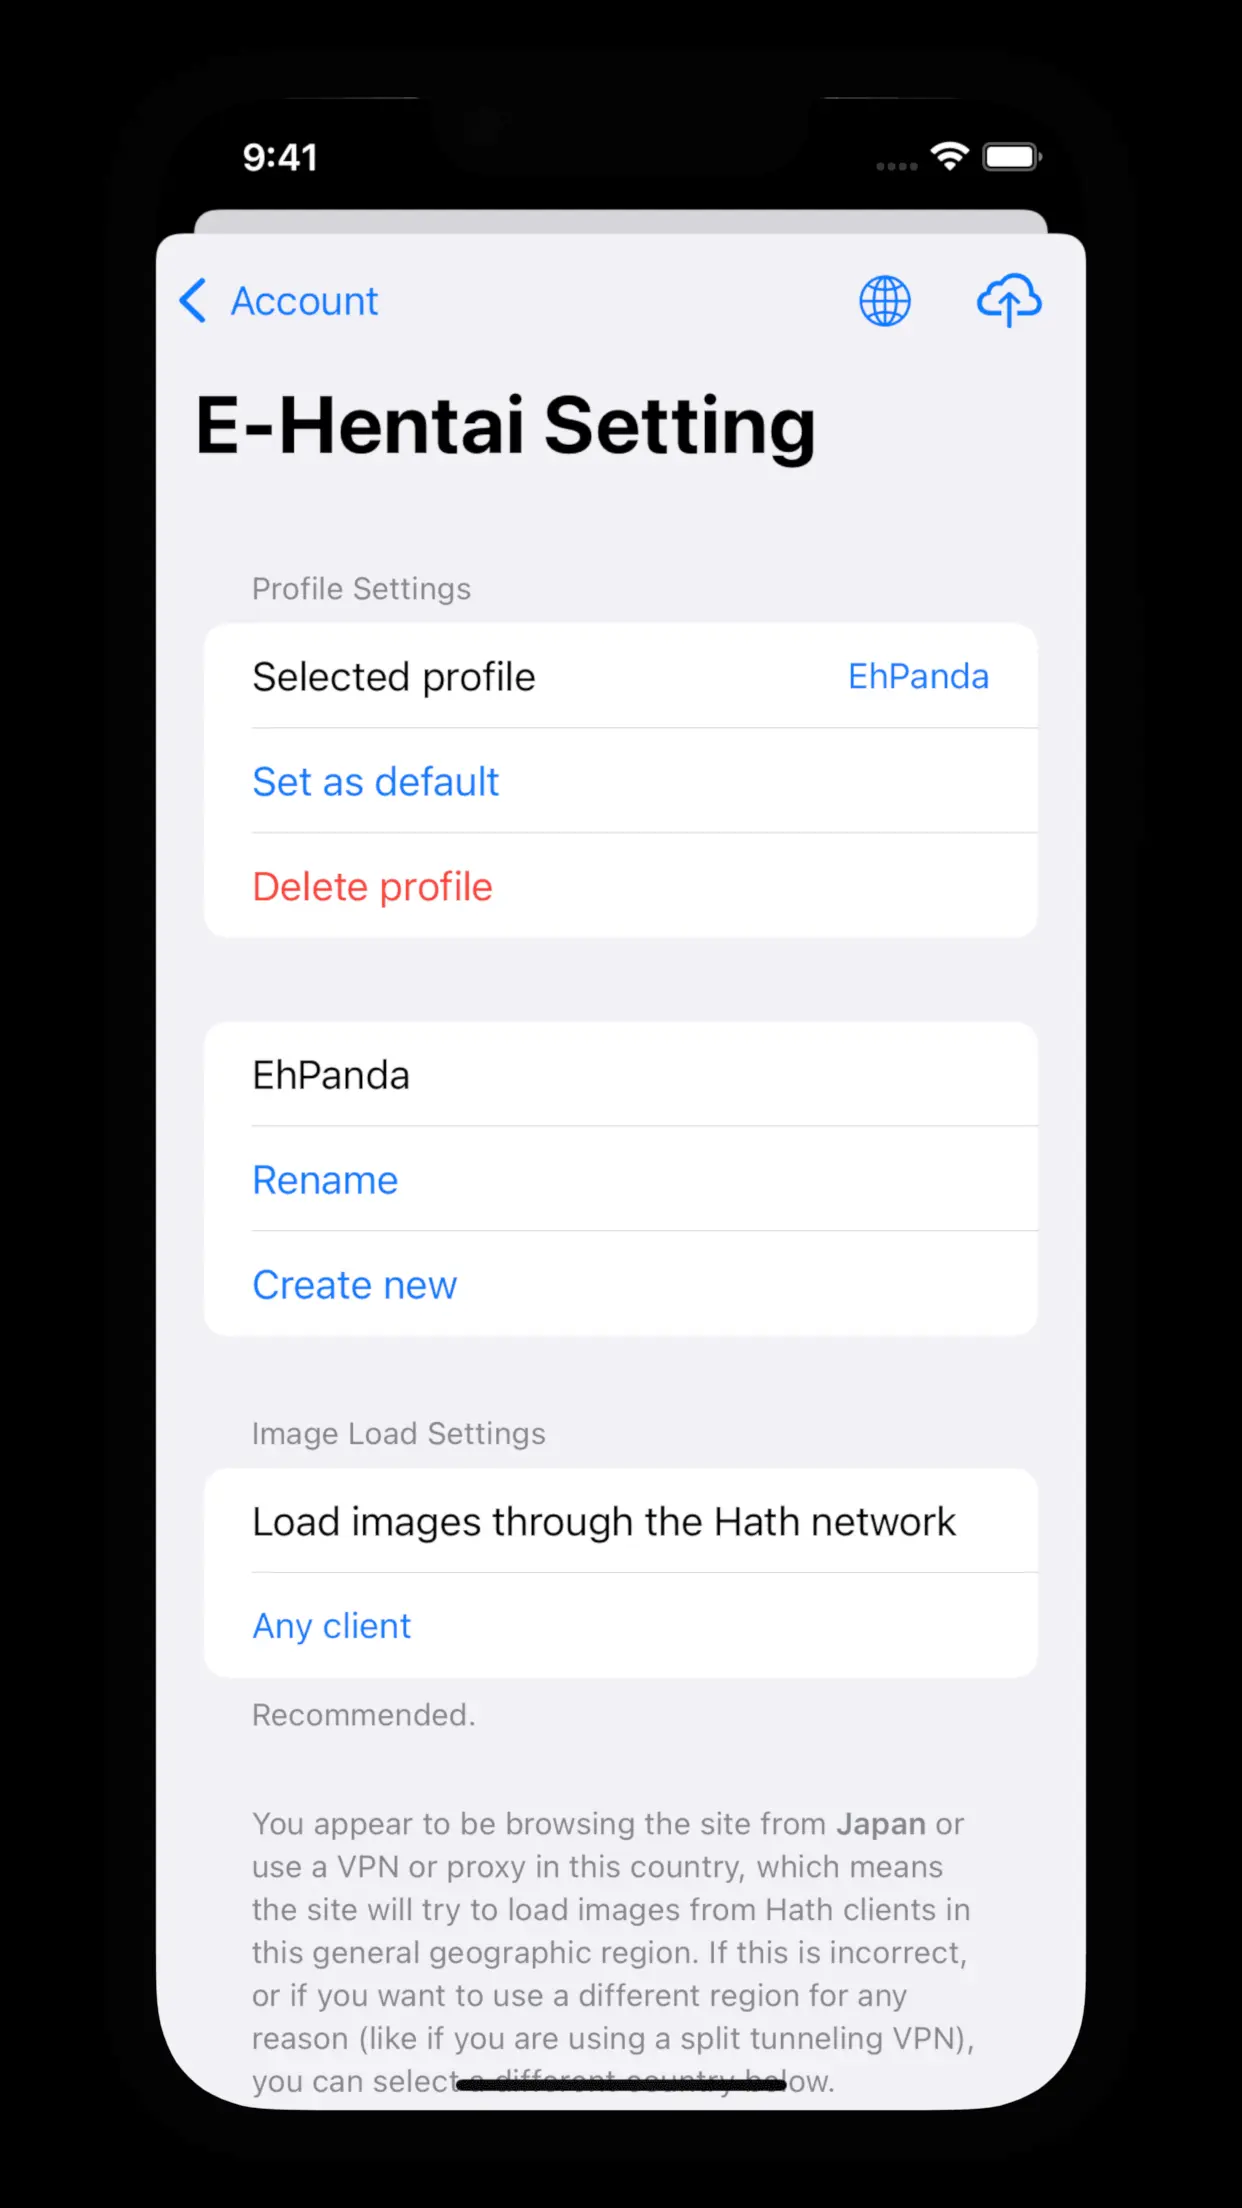 9:41
Account
E-Hentai Setting
Profile Settings
Selected profile EhPanda
Set as default
Delete profile
EhPanda
Rename
Create new
Image Load Settings
Load images through the Hath network
Any client
Recommended.
You appear to be browsing the site from Japan or
use a VPN or proxy in this country, which means
the site will try to load images from Hath clients in
this general geographic region. If this is incorrect,
or if you want to use a different region for any
reason (like if you are using a split tunneling VPN),
you can select a different country below.